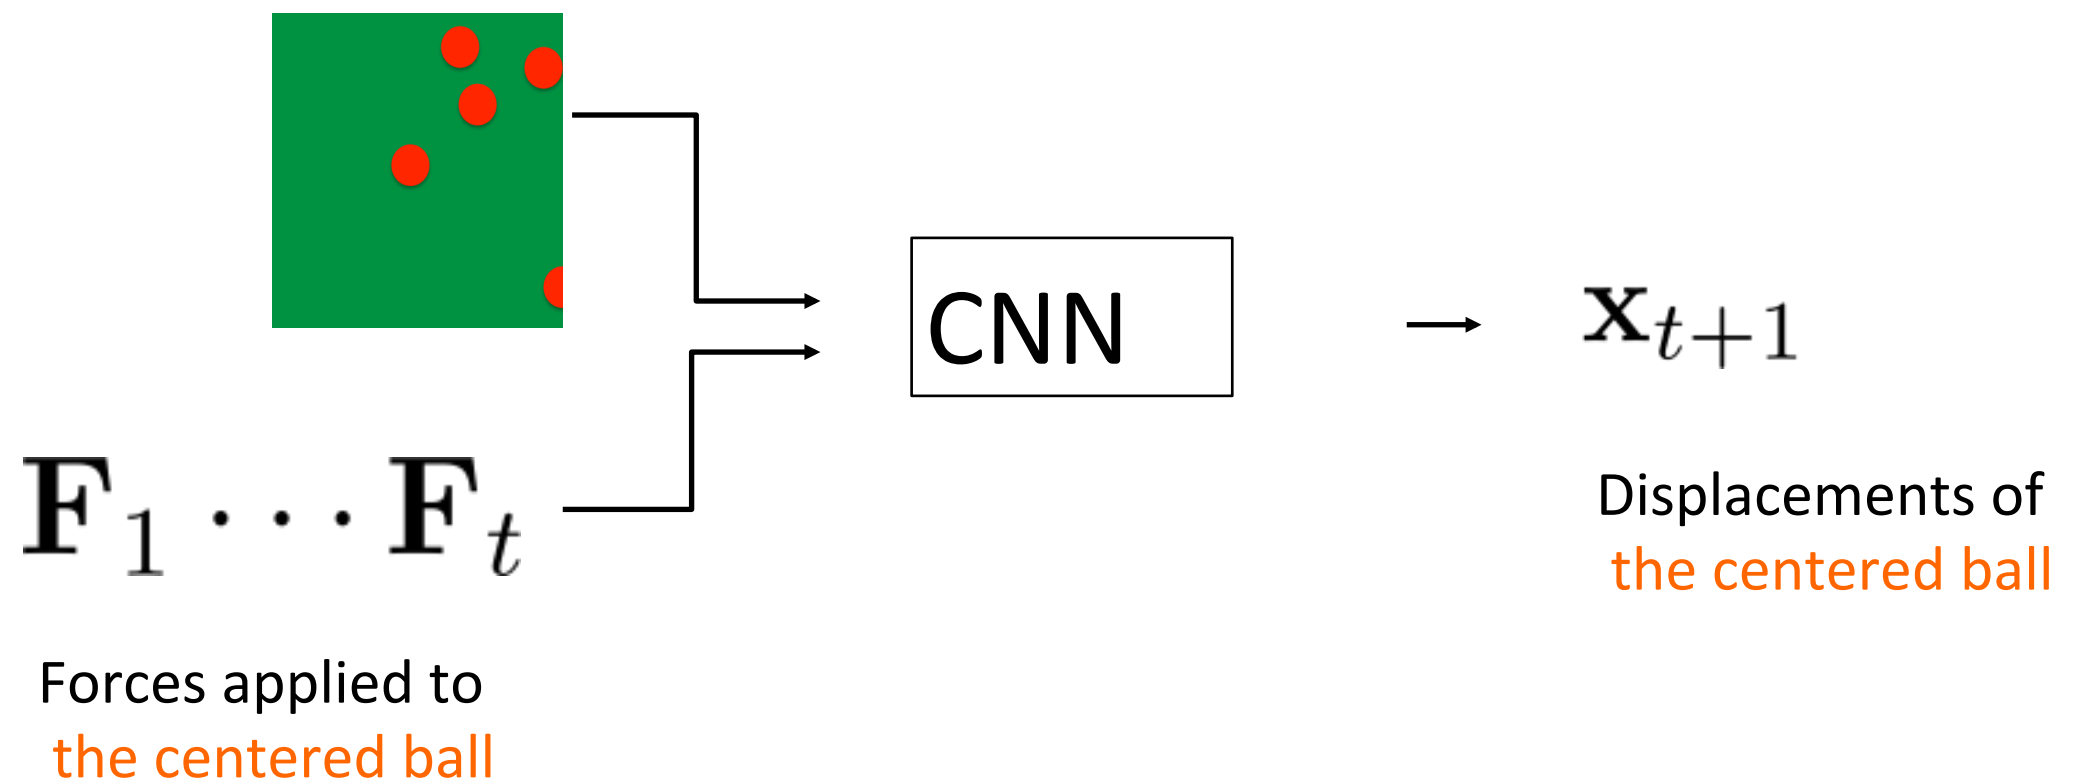 CNN
x_{t+1}
F_1 ··· F_t
Displacements of
the centered ball
Forces applied to
the centered ball